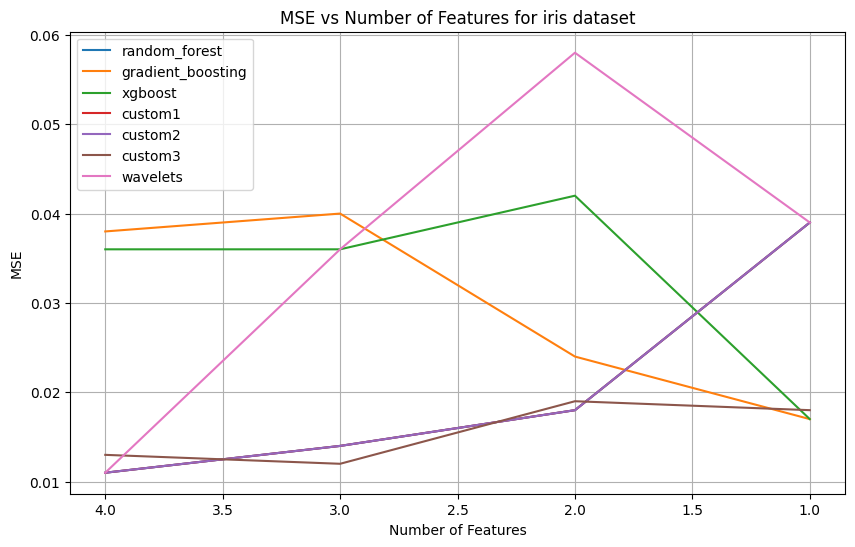 MSE vs Number of Features for iris dataset
random_forest
gradient_boosting
xgboost
custom1
custom2
custom3
wavelets
MSE
0.06
0.05
0.04
0.03
0.02
0.01
4.0 3.5 3.0 2.5 2.0 1.5 1.0
Number of Features